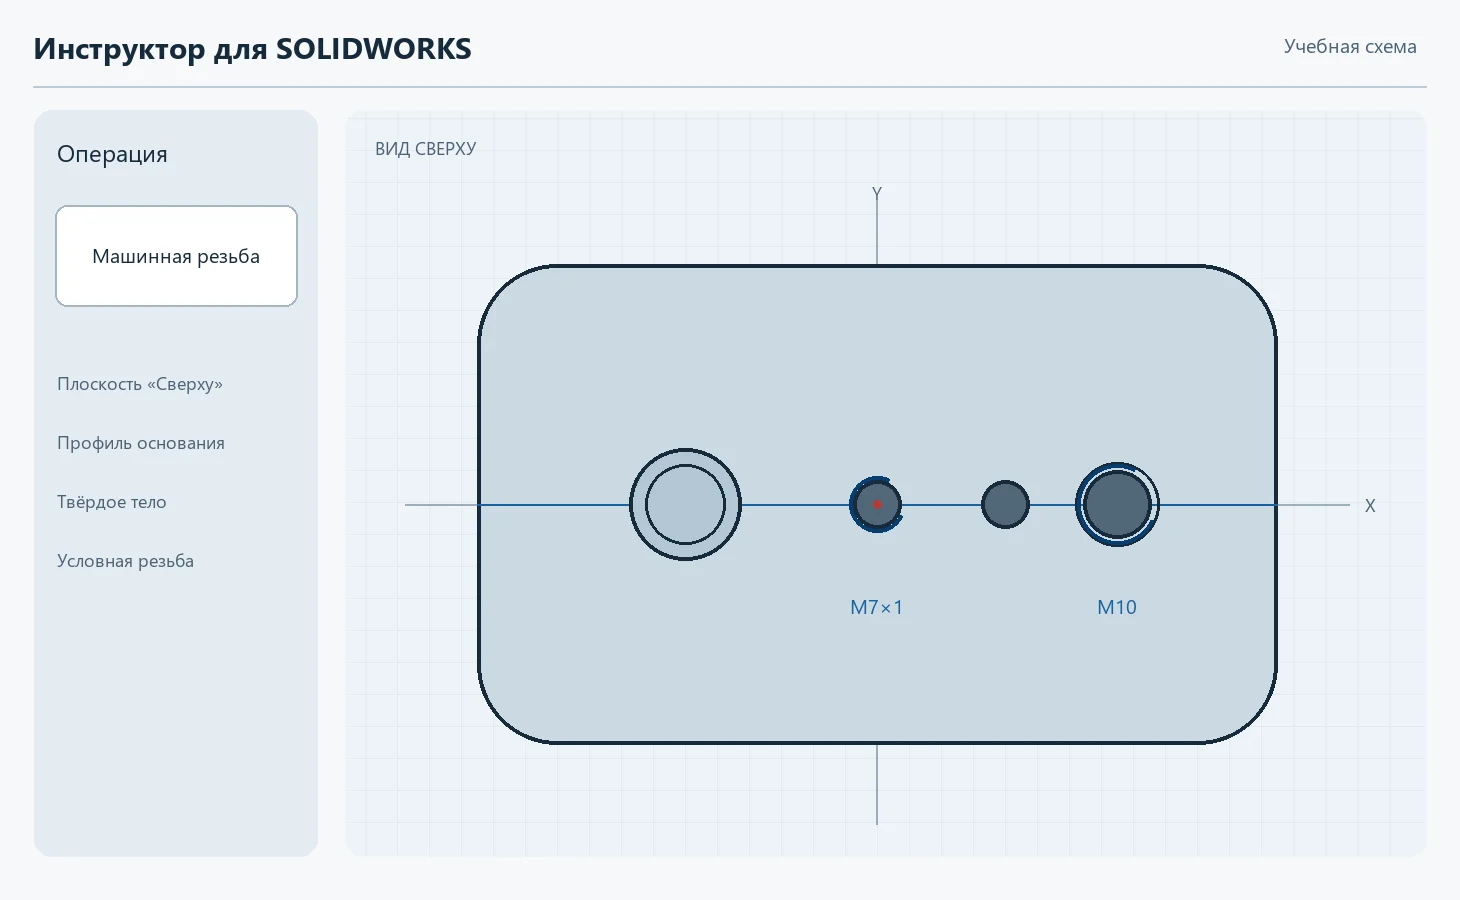 Инструктор для SOLIDWORKS
Учебная схема
Операция
Машинная резьба
Плоскость «Сверху»
Профиль основания
Твёрдое тело
Условная резьба
ВИД СВЕРХУ
Y
X
M7×1
M10